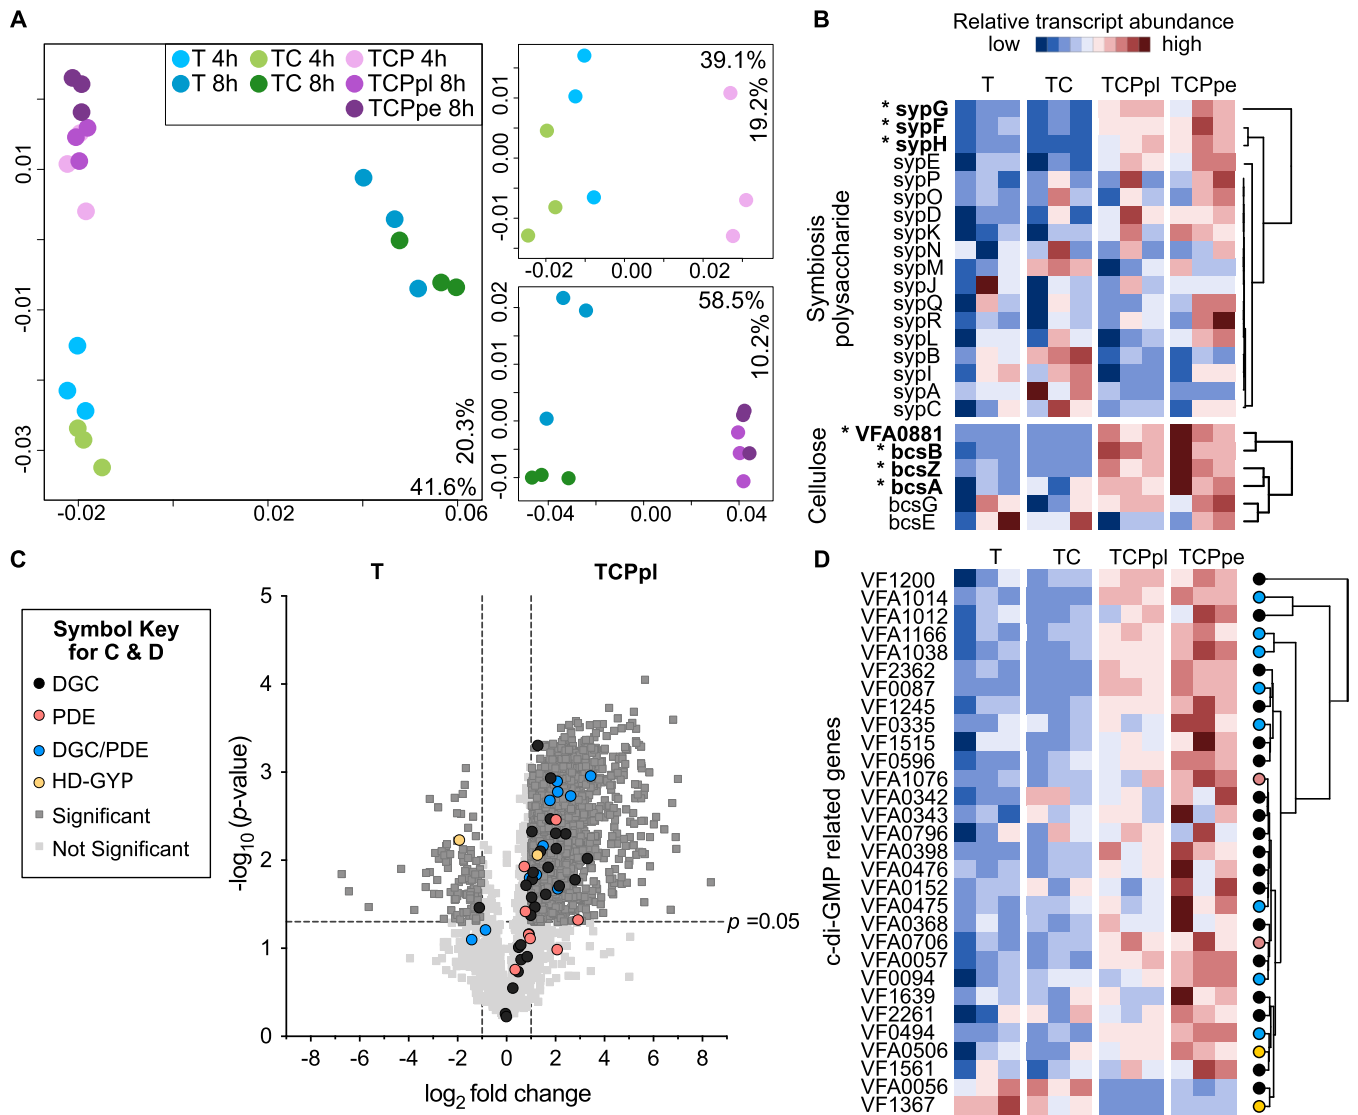 A
T 4h TC 4h TCP 4h
T 8h TC 8h TCPpl 8h
TCPpe 8h
0.01
-0.01
-0.03
20.3%
41.6%
-0.02 0.02 0.06
39.1%
19.2%
0.01
0.00
-0.01
-0.02 0.00 0.02
58.5%
10.2%
0.02
0.01
0.00
-0.01
-0.04 0.00 0.04
B
Relative transcript abundance
low high
T TC TCPpl TCPpe
Symbiosis
polysaccharide
* sypG
* sypF
* sypH
sypE
sypP
sypO
sypD
sypK
sypN
sypM
sypJ
sypQ
sypR
sypL
sypB
sypI
sypA
sypC
Cellulose
* VFA0881
* bcsB
* bcsZ
* bcsA
bcsG
bcsE
C
T TCPpl
Symbol Key
for C & D
DGC
PDE
DGC/PDE
HD-GYP
Significant
Not Significant
-log10 (p-value)
5
4
3
2
1
0
p =0.05
-8 -6 -4 -2 0 2 4 6 8
log2 fold change
D
T TC TCPpl TCPpe
c-di-GMP related genes
VF1200
VFA1014
VFA1012
VFA1166
VFA1038
VF2362
VF0087
VF1245
VF0335
VF1515
VF0596
VFA1076
VFA0342
VFA0343
VFA0796
VFA0398
VFA0476
VFA0152
VFA0475
VFA0368
VFA0706
VFA0057
VF0094
VF1639
VF2261
VF0494
VFA0506
VF1561
VFA0056
VF1367